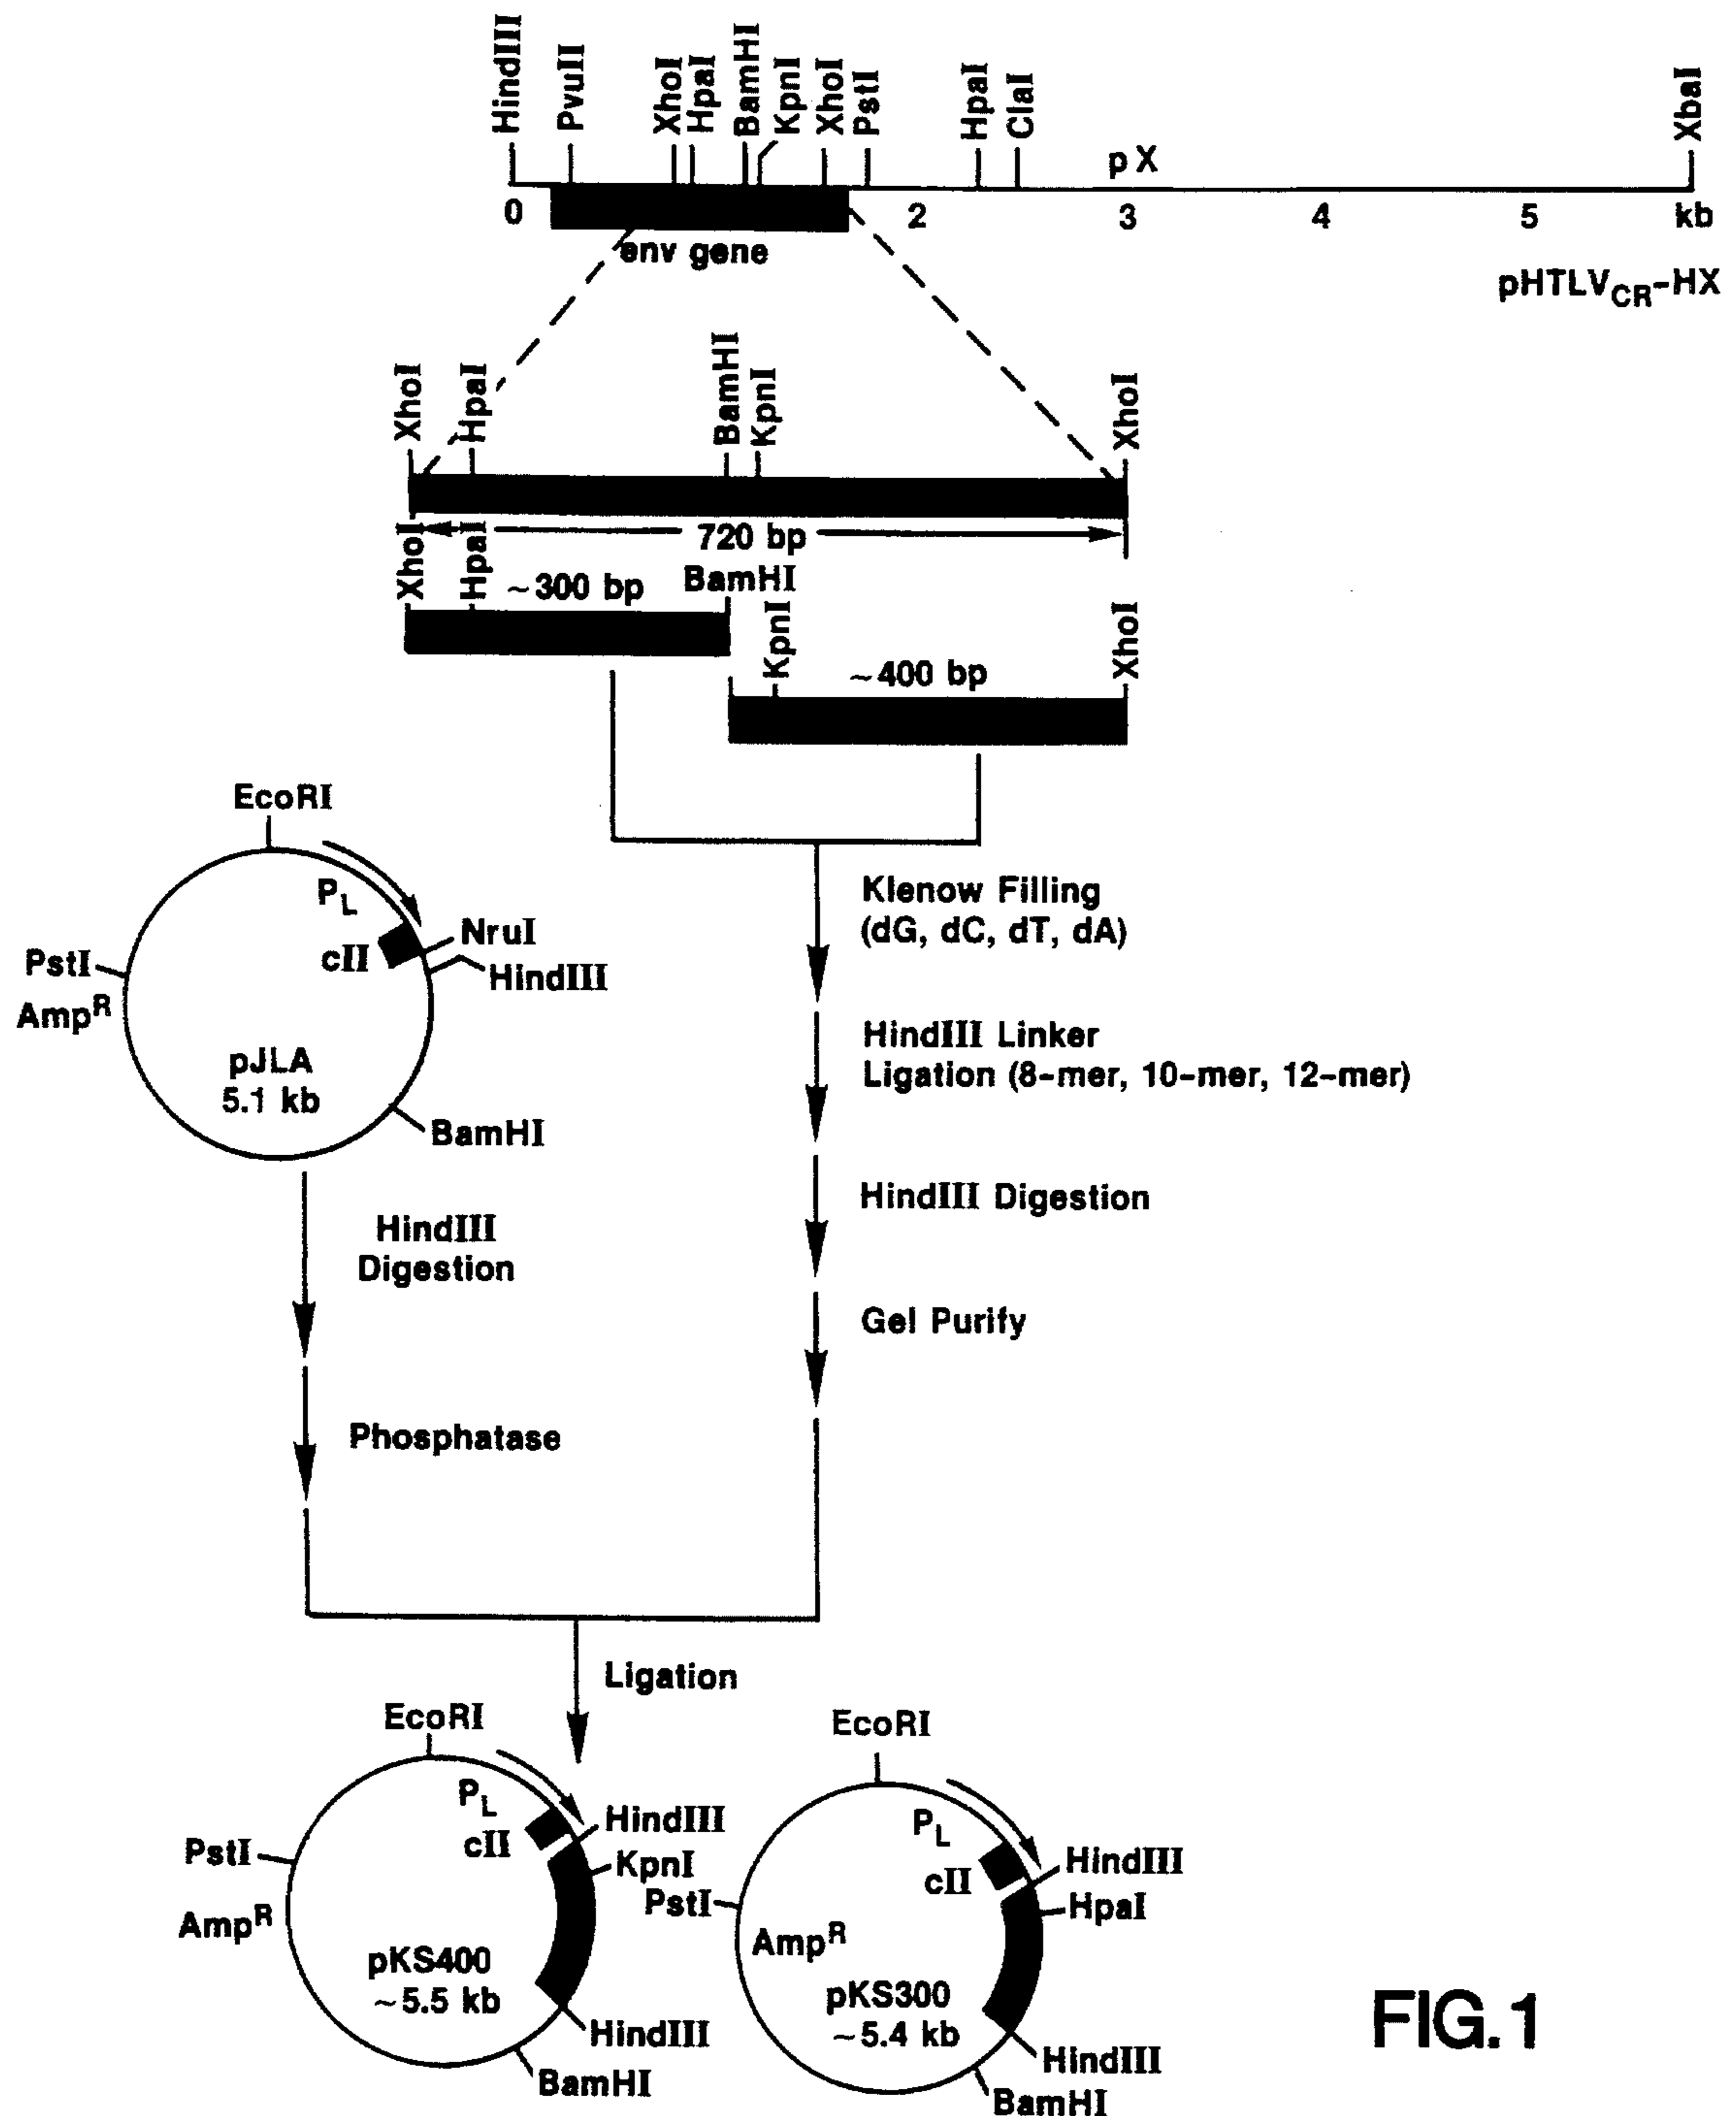 HindIII PvuII XhoI HpaI BamHI KpnI XhoI PstI HpaI ClaI XbaI
pX
0 2 3 4 5 kb
env gene
pHTLVCR-HX
XhoI HpaI BamHI KpnI XhoI
720 bp
XhoI HpaI ~300 bp BamHI
KpnI ~400 bp XhoI
EcoRI
PL
cII
NruI
HindIII
PstI
AmpR
pJLA
5.1 kb
BamHI
Klenow Filling
(dG, dC, dT, dA)
HindIII Linker
Ligation (8-mer, 10-mer, 12-mer)
HindIII Digestion
Gel Purify
HindIII
Digestion
Phosphatase
Ligation
EcoRI
PL
cII
HindIII
KpnI
PstI
AmpR
pKS400
~5.5 kb
HindIII
BamHI
EcoRI
PL
cII
HindIII
HpaI
PstI
AmpR
pKS300
~5.4 kb
HindIII
BamHI
FIG. 1